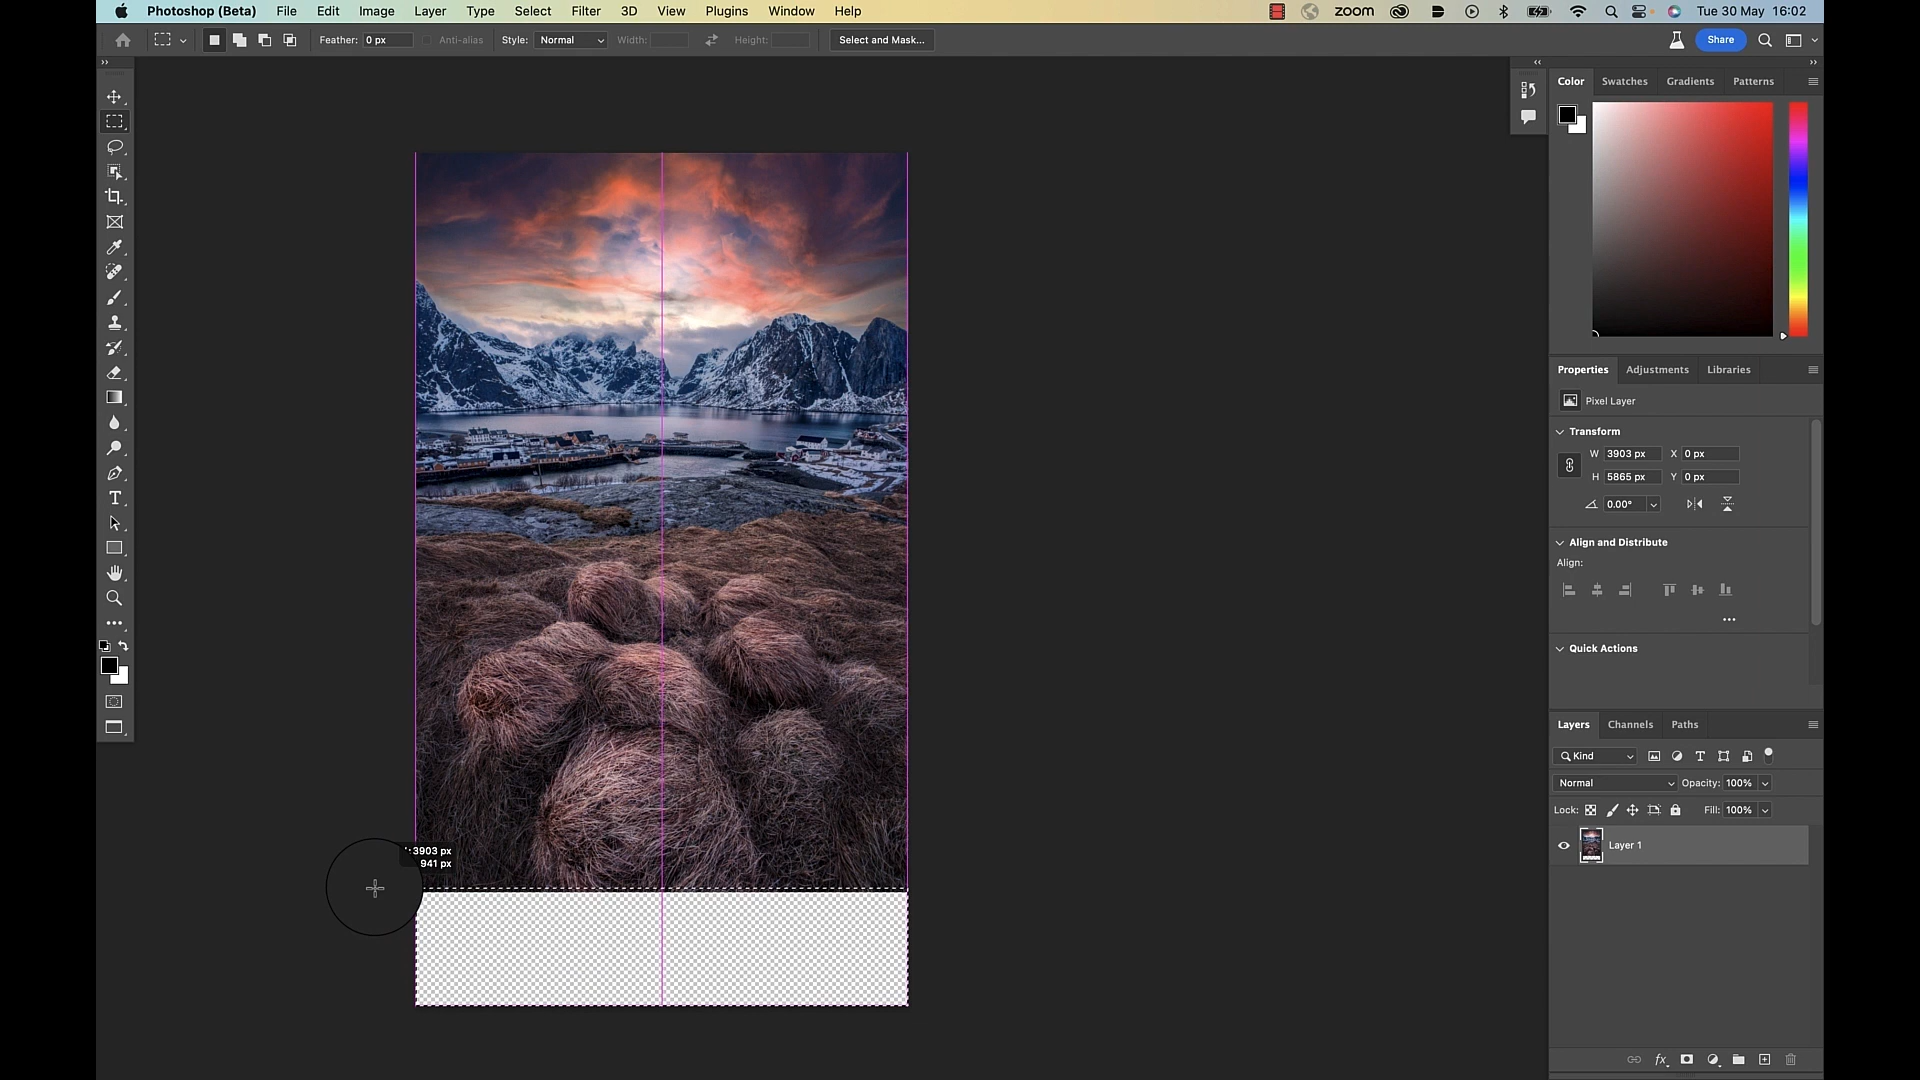 Photoshop (Beta) File Edit Image Layer Type Select Filter 3D View Plugins Window Help zoom Tue 30 May 16:02
Feather: 0 px Anti-alias Style: Normal Width: Height: Select and Mask... Share
Color Swatches Gradients Patterns
Properties Adjustments Libraries
Pixel Layer
Transform
W 3903 px X 0 px
H 5865 px Y 0 px
0.00°
Align and Distribute
Align:
Quick Actions
Layers Channels Paths
Kind
Normal Opacity: 100%
Lock: Fill: 100%
Layer 1
3903 px
941 px